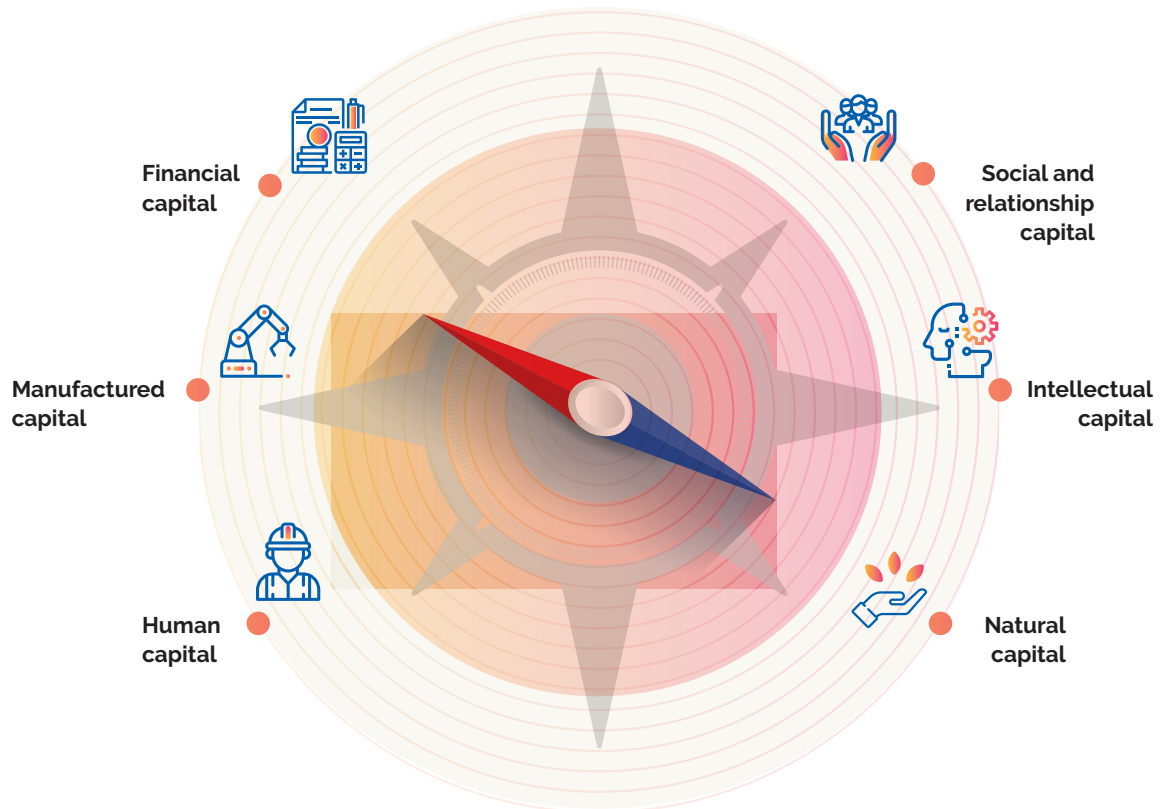 Financial
capital
Social and
relationship
capital
Manufactured
capital
Intellectual
capital
Human
capital
Natural
capital